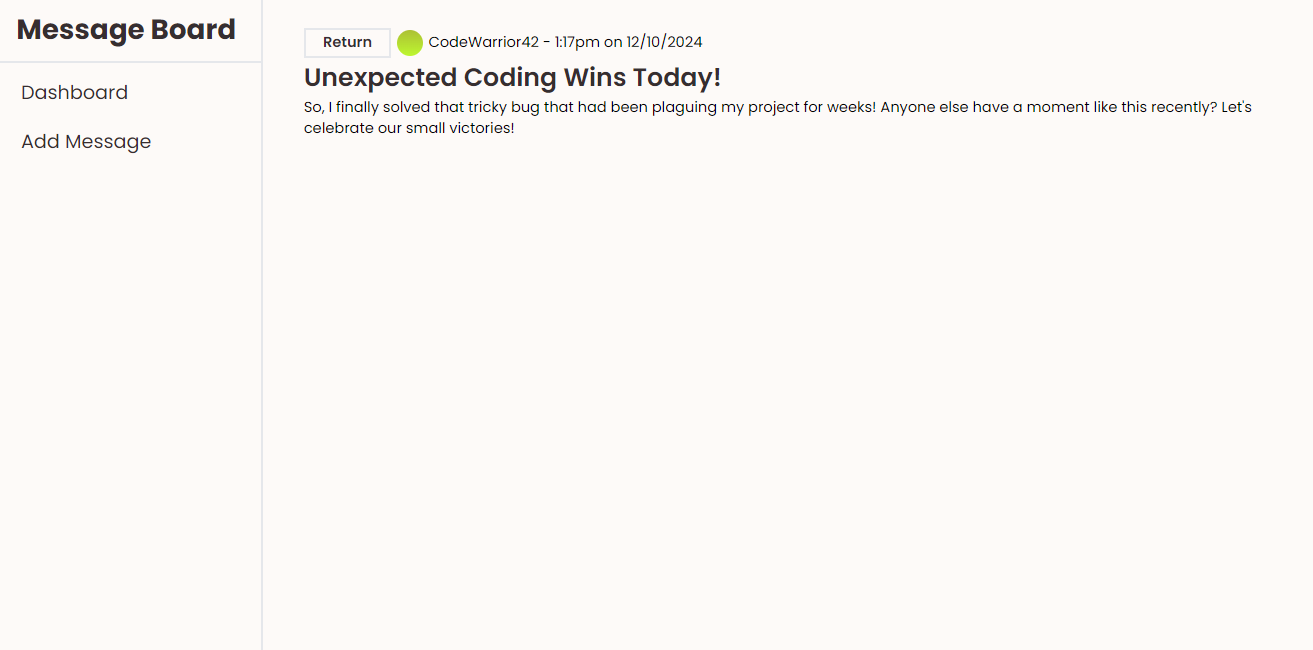 Message Board
Dashboard
Add Message
Return
CodeWarrior42 - 1:17pm on 12/10/2024
Unexpected Coding Wins Today!
So, I finally solved that tricky bug that had been plaguing my project for weeks! Anyone else have a moment like this recently? Let's
celebrate our small victories!